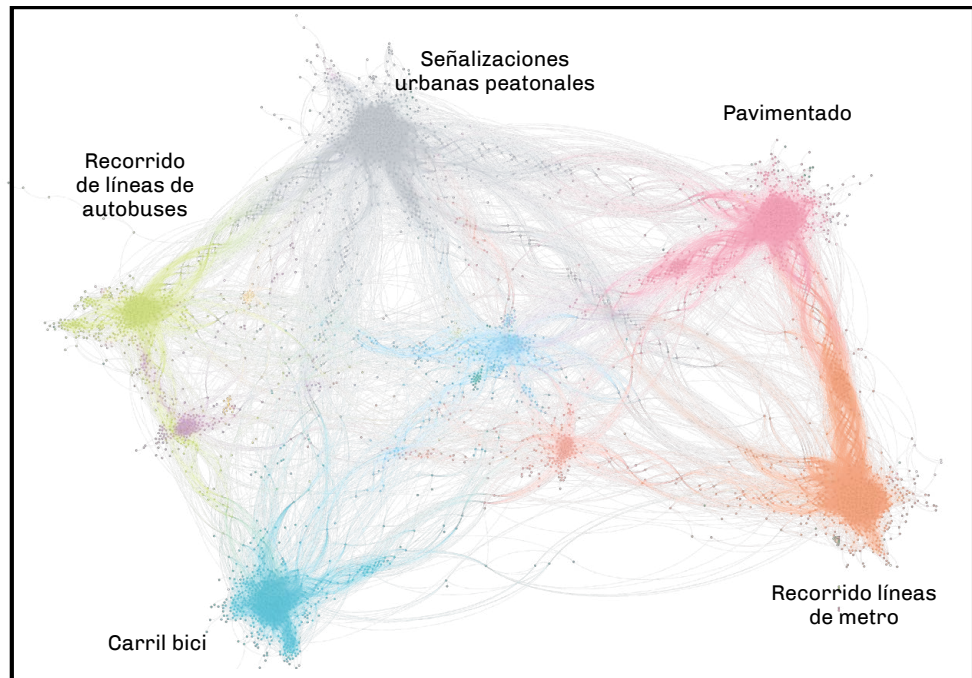 Señalizaciones
urbanas peatonales
Pavimentado
Recorrido
de líneas de
autobuses
Recorrido líneas
de metro
Carril bici